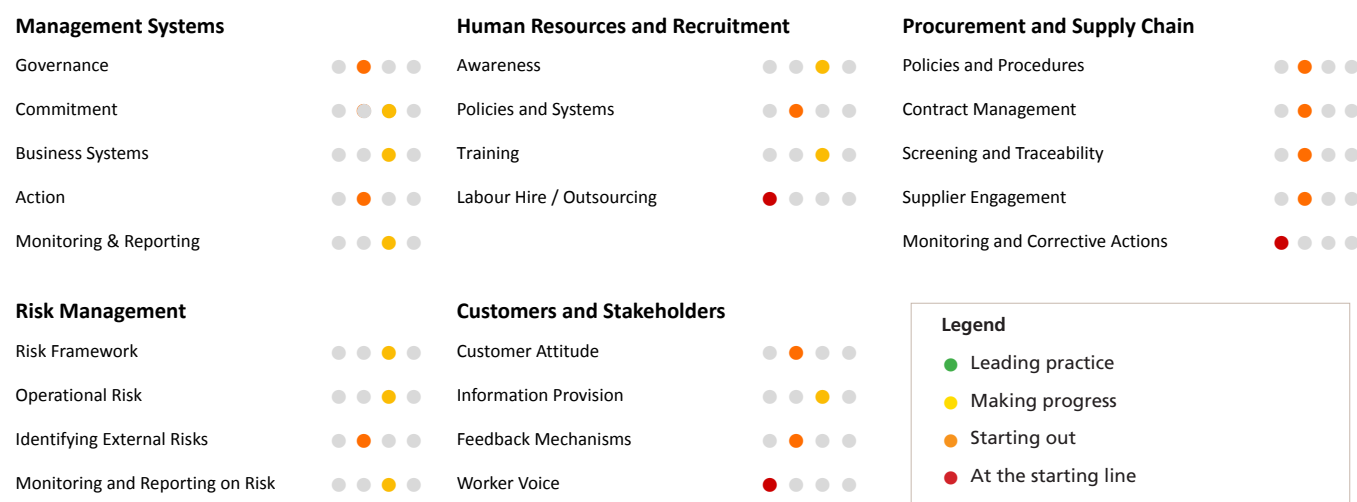 Management Systems
Governance
Commitment
Business Systems
Action
Monitoring & Reporting
Human Resources and Recruitment
Awareness
Policies and Systems
Training
Labour Hire / Outsourcing
Procurement and Supply Chain
Policies and Procedures
Contract Management
Screening and Traceability
Supplier Engagement
Monitoring and Corrective Actions
Risk Management
Risk Framework
Operational Risk
Identifying External Risks
Monitoring and Reporting on Risk
Customers and Stakeholders
Customer Attitude
Information Provision
Feedback Mechanisms
Worker Voice
Legend
Leading practice
Making progress
Starting out
At the starting line